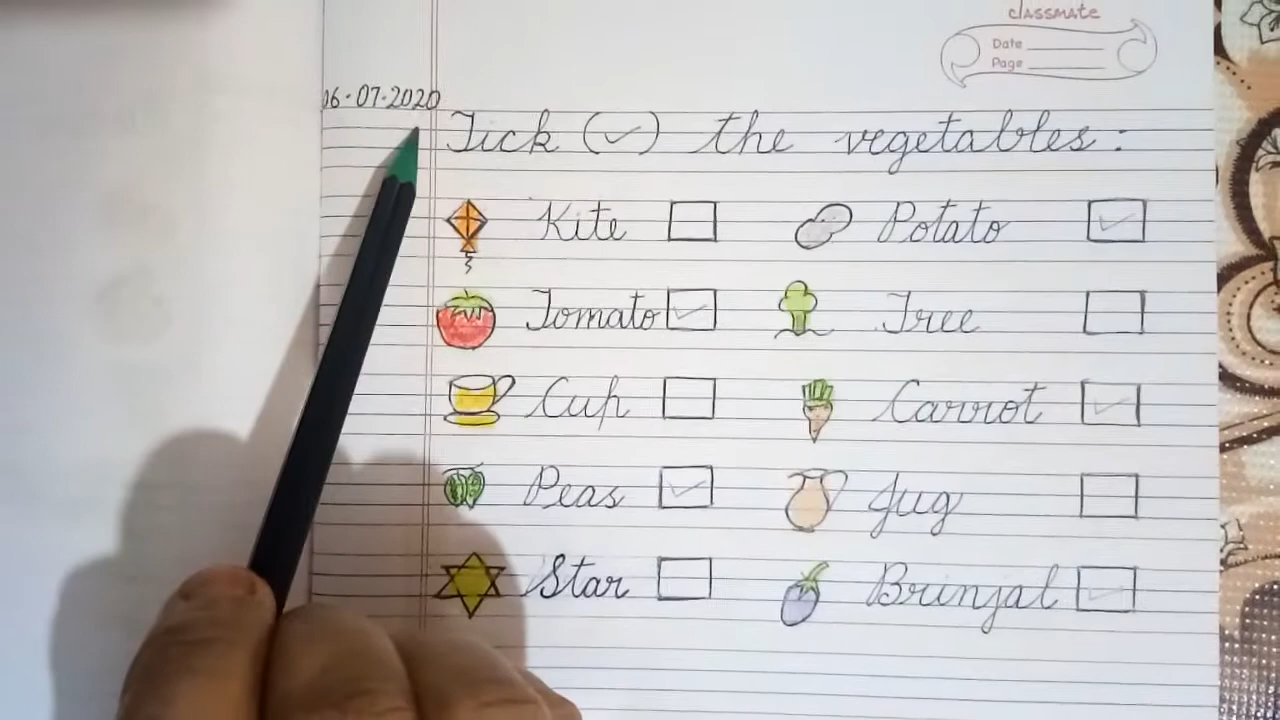 classmate
Date
Page
06-07-2020
Tick (✓) the vegetables:
Kite Potato ✓
Tomato ✓ Tree
Cup Carrot ✓
Peas ✓ Jug
Star Brinjal ✓